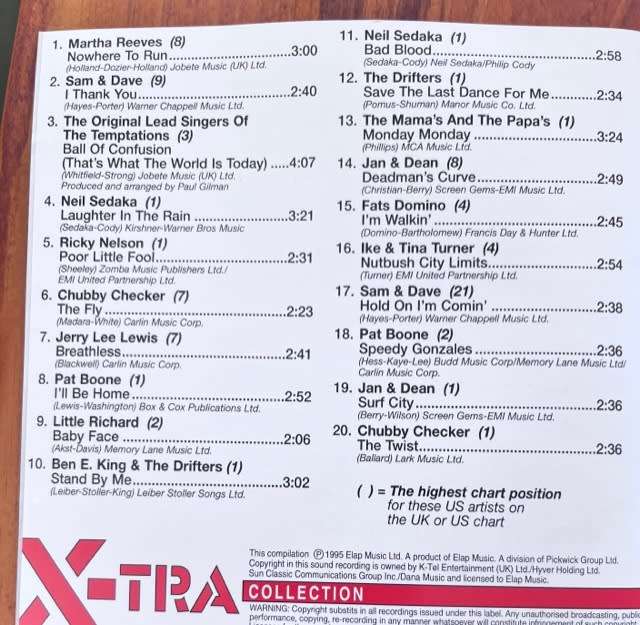 1. Martha Reeves (8)
Nowhere To Run..............................3:00
(Holland-Dozier-Holland) Jobete Music (UK) Ltd.
2. Sam & Dave (9)
I Thank You....................................2:40
(Hayes-Porter) Warner Chappell Music Ltd.
3. The Original Lead Singers Of
The Temptations (3)
Ball Of Confusion
(That's What The World Is Today) .....4:07
(Whitfield-Strong) Jobete Music (UK) Ltd.
Produced and arranged by Paul Gilman
4. Neil Sedaka (1)
Laughter In The Rain ......................3:21
(Sedaka-Cody) Kirshner-Warner Bros Music
5. Ricky Nelson (1)
Poor Little Fool................................2:31
(Sheeley) Zomba Music Publishers Ltd./
EMI United Partnership Ltd.
6. Chubby Checker (7)
The Fly ..........................................2:23
(Madara-White) Carlin Music Corp.
7. Jerry Lee Lewis (7)
Breathless.......................................2:41
(Blackwell) Carlin Music Corp.
8. Pat Boone (1)
I'll Be Home ...................................2:52
(Lewis-Washington) Box & Cox Publications Ltd.
9. Little Richard (2)
Baby Face ......................................2:06
(Akst-Davis) Memory Lane Music Ltd.
10. Ben E. King & The Drifters (1)
Stand By Me...................................3:02
(Leiber-Stoller-King) Leiber Stoller Songs Ltd.
11. Neil Sedaka (1)
Bad Blood.......................................2:58
(Sedaka-Cody) Neil Sedaka/Philip Cody
12. The Drifters (1)
Save The Last Dance For Me..........2:34
(Pomus-Shuman) Manor Music Co. Ltd.
13. The Mama's And The Papa's (1)
Monday Monday ............................3:24
(Phillips) MCA Music Ltd.
14. Jan & Dean (8)
Deadman's Curve............................2:49
(Christian-Berry) Screen Gems-EMI Music Ltd.
15. Fats Domino (4)
I'm Walkin' .....................................2:45
(Domino-Bartholomew) Francis Day & Hunter Ltd.
16. Ike & Tina Turner (4)
Nutbush City Limits.........................2:54
(Turner) EMI United Partnership Ltd.
17. Sam & Dave (21)
Hold On I'm Comin' ........................2:38
(Hayes-Porter) Warner Chappell Music Ltd.
18. Pat Boone (2)
Speedy Gonzales ...........................2:36
(Hess-Kaye-Lee) Budd Music Corp/Memory Lane Music Ltd/
Carlin Music Corp.
19. Jan & Dean (1)
Surf City.........................................2:36
(Berry-Wilson) Screen Gems-EMI Music Ltd.
20. Chubby Checker (1)
The Twist........................................2:36
(Ballard) Lark Music Ltd.
( ) = The highest chart position
for these US artists on
the UK or US chart
This compilation Ⓟ1995 Elap Music Ltd. A product of Elap Music. A division of Pickwick Group Ltd.
Copyright in this sound recording is owned by K-Tel Entertainment (UK) Ltd./Hyver Holding Ltd.
Sun Classic Communications Group Inc./Dana Music and licensed to Elap Music.
X-TRA
COLLECTION
WARNING: Copyright subsists in all recordings issued under this label. Any unauthorised broadcasting, public
performance, copying, re-recording in any manner whatsoever will constitute infringement of such copyright